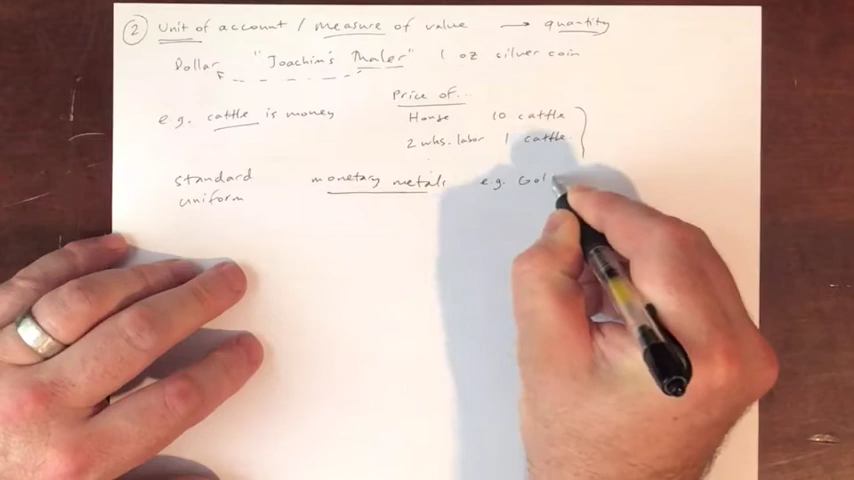 ② Unit of account / measure of value → quantity
Dollar "Joachim's Thaler" 1 oz silver coin
Price of...
e.g. cattle is money
House 10 cattle
2 wks. labor 1 cattle
standard monetary metals e.g. Gol
uniform